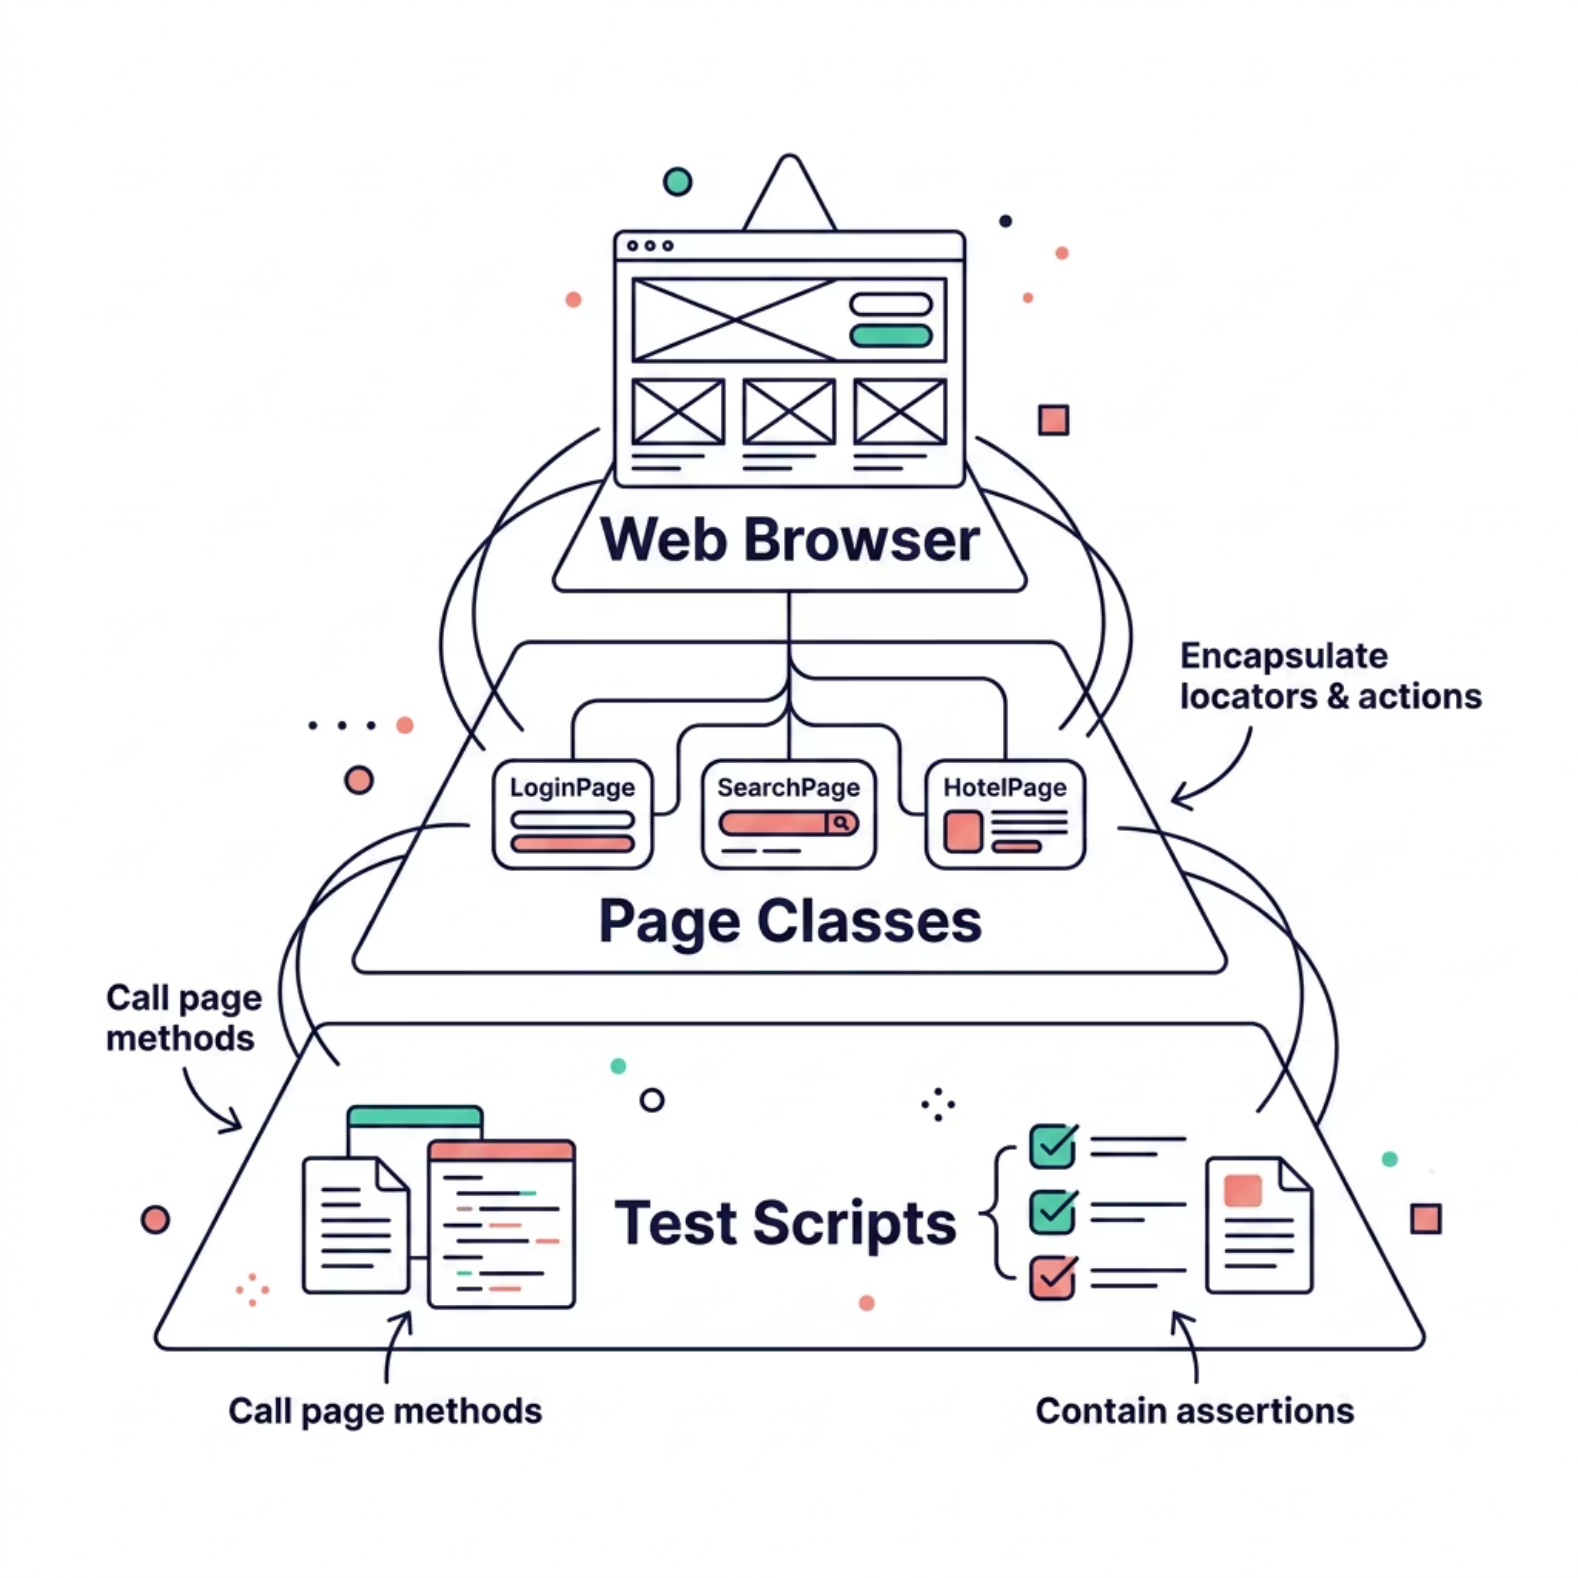 Web Browser
Encapsulate
locators & actions
LoginPage
SearchPage
HotelPage
Page Classes
Call page
methods
Test Scripts
Call page methods
Contain assertions